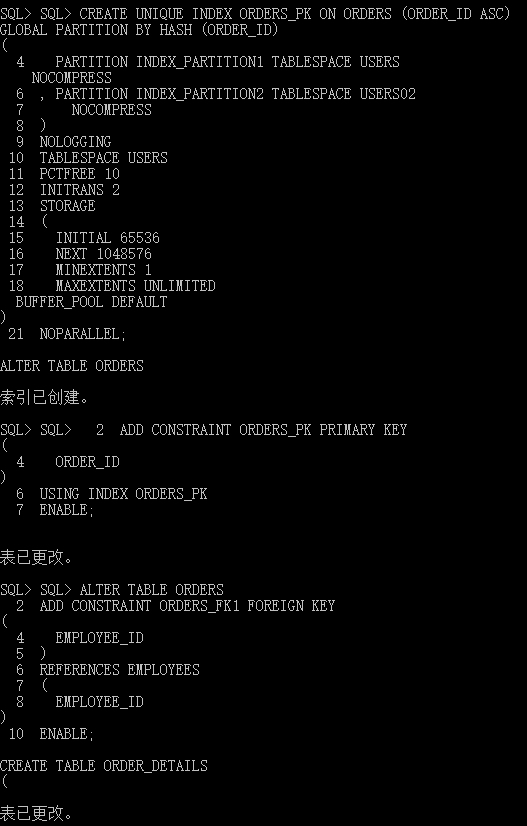 SQL> SQL> CREATE UNIQUE INDEX ORDERS_PK ON ORDERS (ORDER_ID ASC)
GLOBAL PARTITION BY HASH (ORDER_ID)
(
  4    PARTITION INDEX_PARTITION1 TABLESPACE USERS
    NOCOMPRESS
  6  , PARTITION INDEX_PARTITION2 TABLESPACE USERS02
  7      NOCOMPRESS
  8  )
  9  NOLOGGING
 10  TABLESPACE USERS
 11  PCTFREE 10
 12  INITRANS 2
 13  STORAGE
 14  (
 15    INITIAL 65536
 16    NEXT 1048576
 17    MINEXTENTS 1
 18    MAXEXTENTS UNLIMITED
  BUFFER_POOL DEFAULT
)
 21  NOPARALLEL;
ALTER TABLE ORDERS
索引已创建。
SQL> SQL>   2  ADD CONSTRAINT ORDERS_PK PRIMARY KEY
(
  4    ORDER_ID
)
  6  USING INDEX ORDERS_PK
  7  ENABLE;
表已更改。
SQL> SQL> ALTER TABLE ORDERS
  2  ADD CONSTRAINT ORDERS_FK1 FOREIGN KEY
(
  4    EMPLOYEE_ID
  5  )
  6  REFERENCES EMPLOYEES
  7  (
  8    EMPLOYEE_ID
)
 10  ENABLE;
CREATE TABLE ORDER_DETAILS
(
表已更改。